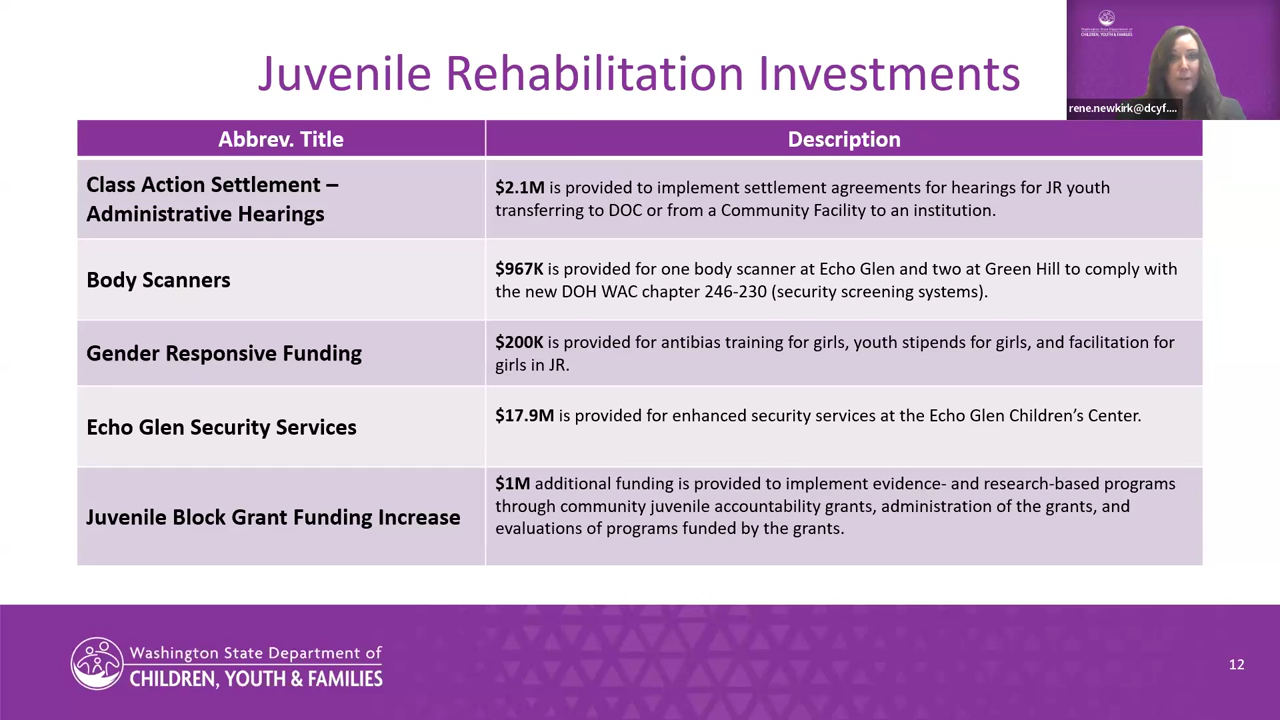 Juvenile Rehabilitation Investments
Washington State Department of
CHILDREN, YOUTH & FAMILIES
rene.newkirk@dcyf....
Abbrev. Title
Description
Class Action Settlement –
Administrative Hearings
$2.1M is provided to implement settlement agreements for hearings for JR youth
transferring to DOC or from a Community Facility to an institution.
Body Scanners
$967K is provided for one body scanner at Echo Glen and two at Green Hill to comply with
the new DOH WAC chapter 246-230 (security screening systems).
Gender Responsive Funding
$200K is provided for antibias training for girls, youth stipends for girls, and facilitation for
girls in JR.
Echo Glen Security Services
$17.9M is provided for enhanced security services at the Echo Glen Children’s Center.
Juvenile Block Grant Funding Increase
$1M additional funding is provided to implement evidence- and research-based programs
through community juvenile accountability grants, administration of the grants, and
evaluations of programs funded by the grants.
Washington State Department of
CHILDREN, YOUTH & FAMILIES
12